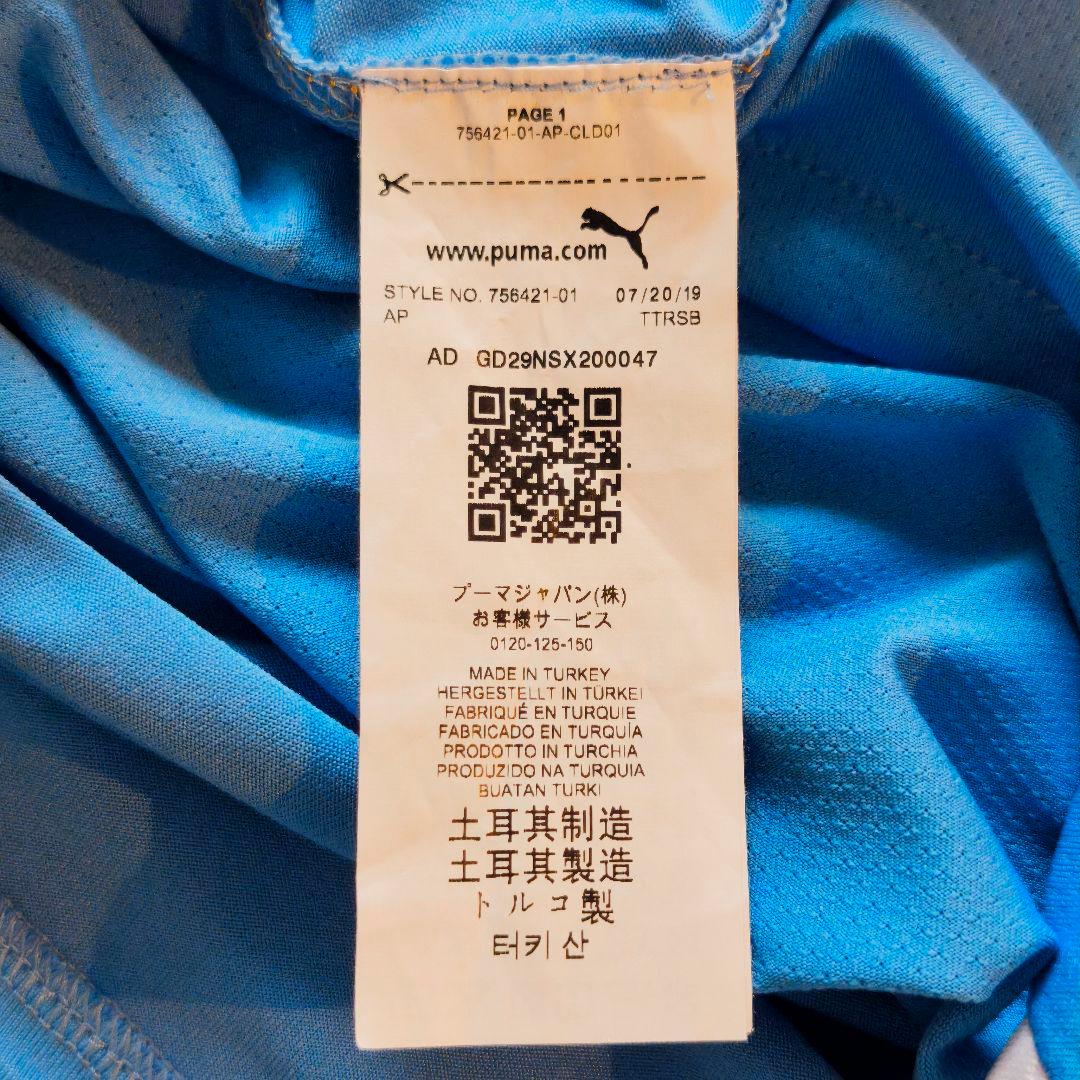 PAGE 1
756421-01-AP-CLD01
www.puma.com
STYLE NO. 756421-01 07/20/19
AP TTRSB
AD GD29NSX200047
プーマジャパン(株)
お客様サービス
0120-125-150
MADE IN TURKEY
HERGESTELLT IN TÜRKEI
FABRIQUÉ EN TURQUIE
FABRICADO EN TURQUÍA
PRODOTTO IN TURCHIA
PRODUZIDO NA TURQUIA
BUATAN TURKI
土耳其制造
土耳其製造
トルコ製
터키 산